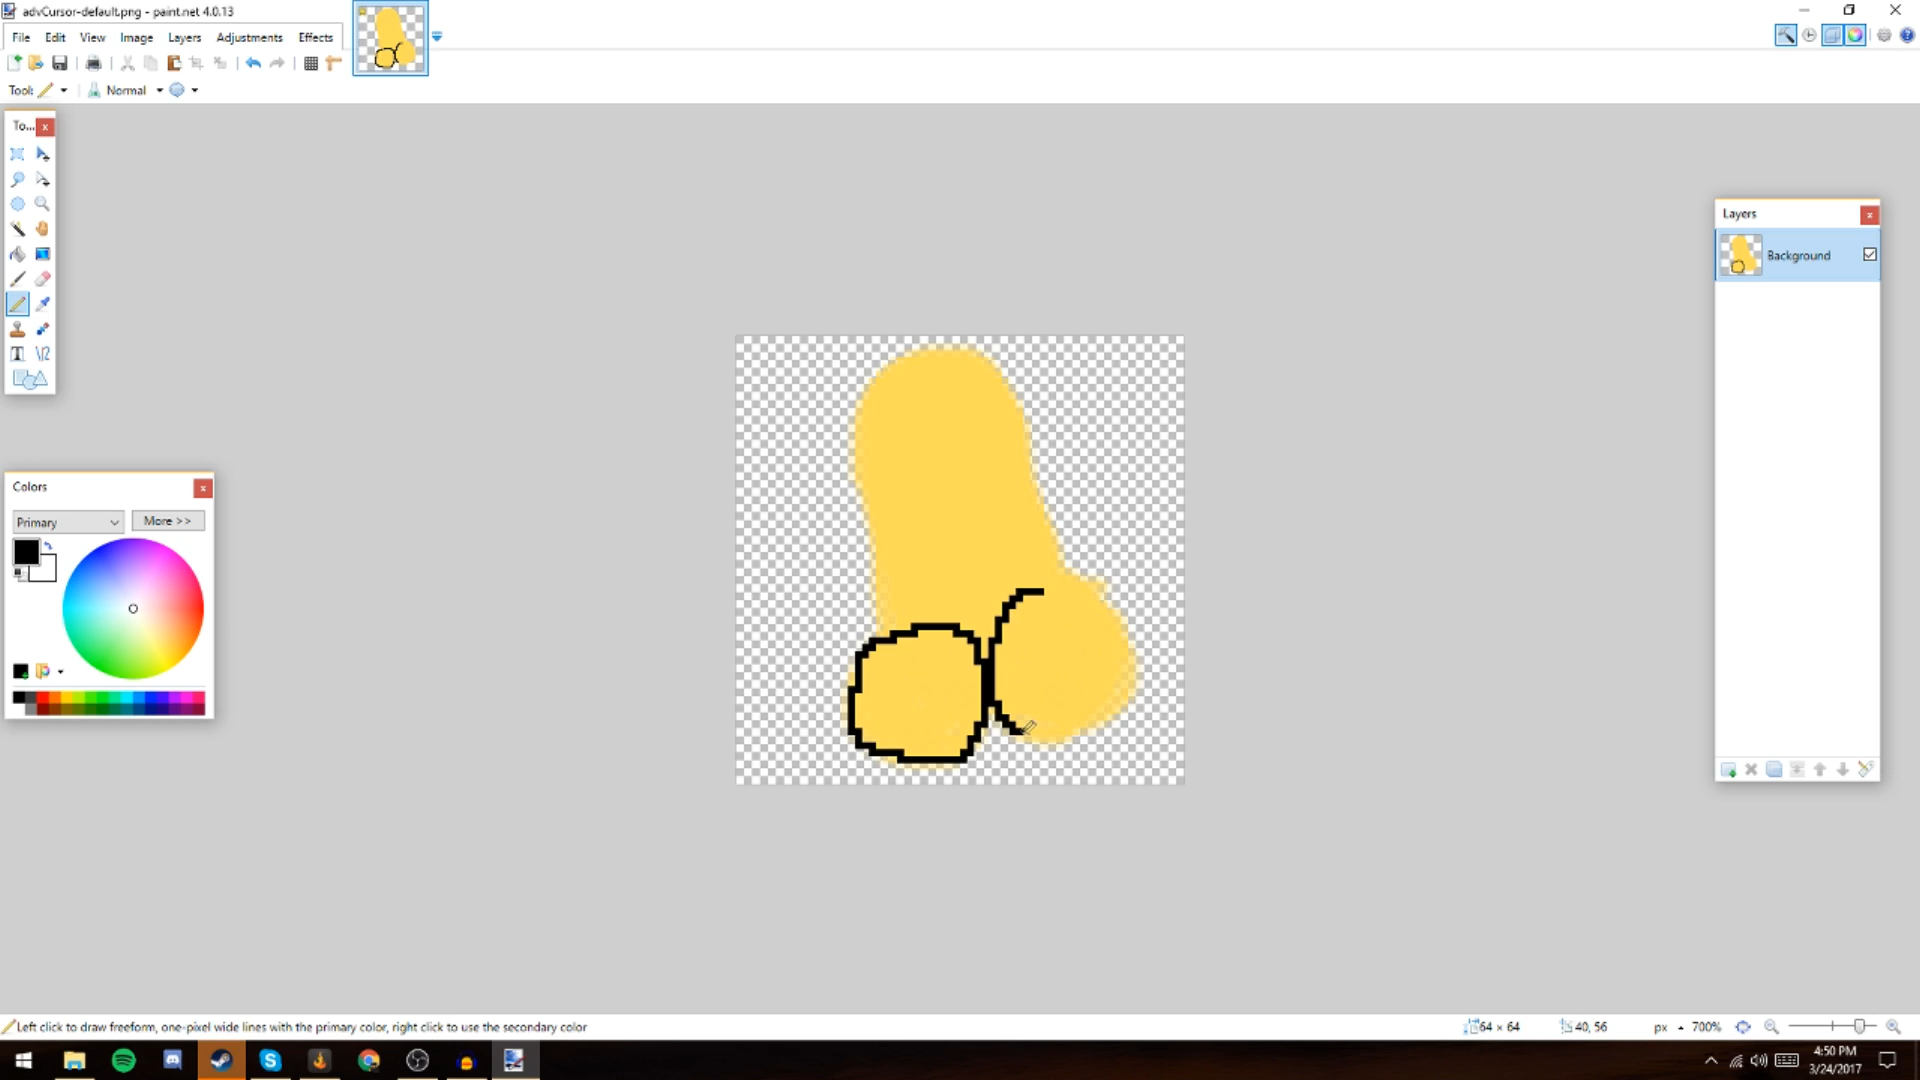 advCursor-default.png - paint.net 4.0.13
File Edit View Image Layers Adjustments Effects
Tool: Normal
To...
Layers
Background
Colors
Primary More >>
Left click to draw freeform, one-pixel wide lines with the primary color, right click to use the secondary color
64 × 64 40, 56 px 700%
4:50 PM
3/24/2017